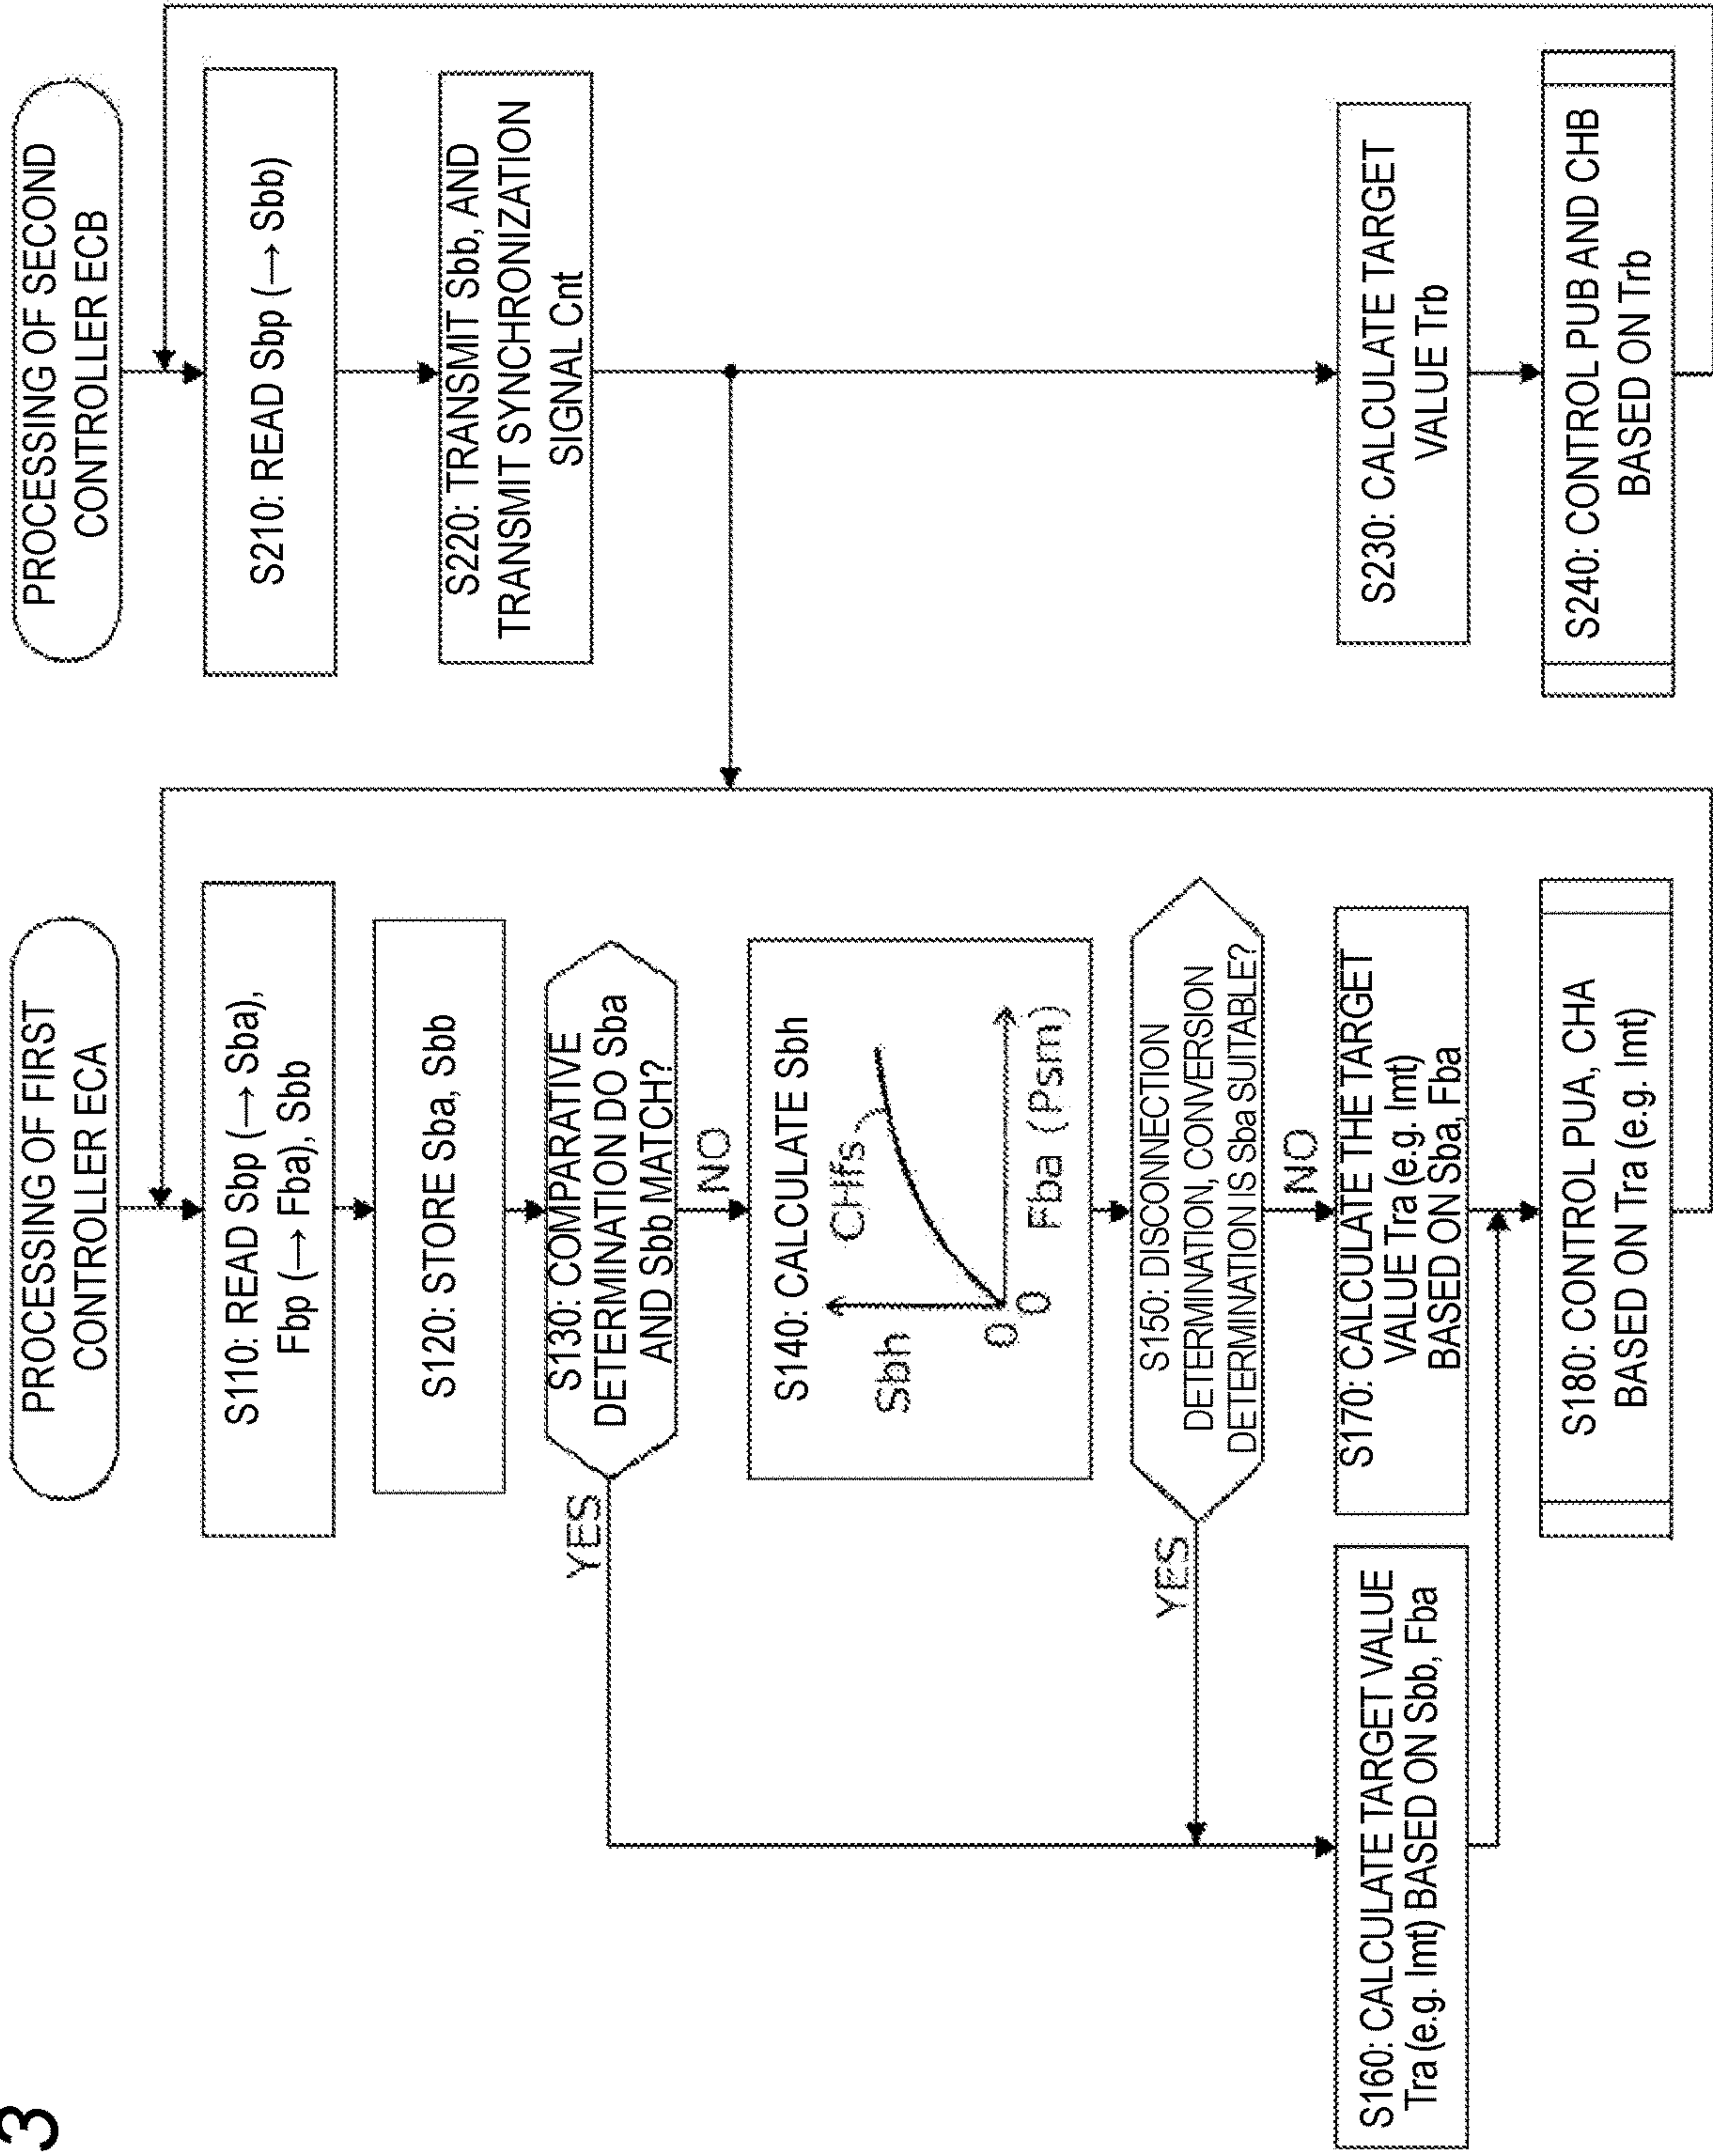 3
PROCESSING OF FIRST
CONTROLLER ECA
S110: READ Sbp (→ Sba),
Fbp (→ Fba), Sbb
S120: STORE Sba, Sbb
S130: COMPARATIVE
DETERMINATION DO Sba
AND Sbb MATCH?
YES
NO
S140: CALCULATE Sbh
Sbh
CHfs
0
0
Fba (Psm)
S150: DISCONNECTION
DETERMINATION, CONVERSION
DETERMINATION IS Sba SUITABLE?
YES
NO
S160: CALCULATE TARGET VALUE
Tra (e.g. Imt) BASED ON Sbb, Fba
S170: CALCULATE THE TARGET
VALUE Tra (e.g. Imt)
BASED ON Sba, Fba
S180: CONTROL PUA, CHA
BASED ON Tra (e.g. Imt)
PROCESSING OF SECOND
CONTROLLER ECB
S210: READ Sbp (→ Sbb)
S220: TRANSMIT Sbb, AND
TRANSMIT SYNCHRONIZATION
SIGNAL Cnt
S230: CALCULATE TARGET
VALUE Trb
S240: CONTROL PUB AND CHB
BASED ON Trb